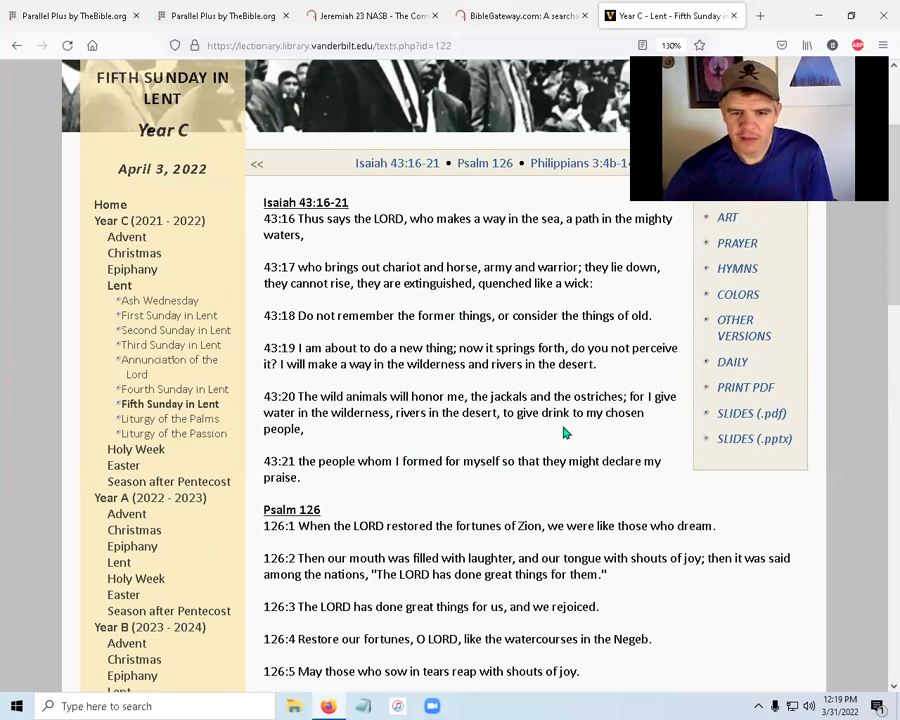 Parallel Plus by TheBible.org
Parallel Plus by TheBible.org
Jeremiah 23 NASB - The Com
BibleGateway.com: A search
Year C - Lent - Fifth Sunday in
https://lectionary.library.vanderbilt.edu/texts.php?id=122
130%
FIFTH SUNDAY IN
LENT
Year C
April 3, 2022
Home
Year C (2021 - 2022)
Advent
Christmas
Epiphany
Lent
Ash Wednesday
First Sunday in Lent
Second Sunday in Lent
Third Sunday in Lent
Annunciation of the
Lord
Fourth Sunday in Lent
Fifth Sunday in Lent
Liturgy of the Palms
Liturgy of the Passion
Holy Week
Easter
Season after Pentecost
Year A (2022 - 2023)
Advent
Christmas
Epiphany
Lent
Holy Week
Easter
Season after Pentecost
Year B (2023 - 2024)
Advent
Christmas
Epiphany
Lent
<< Isaiah 43:16-21 • Psalm 126 • Philippians 3:4b-1
Isaiah 43:16-21
43:16 Thus says the LORD, who makes a way in the sea, a path in the mighty
waters,
43:17 who brings out chariot and horse, army and warrior; they lie down,
they cannot rise, they are extinguished, quenched like a wick:
43:18 Do not remember the former things, or consider the things of old.
43:19 I am about to do a new thing; now it springs forth, do you not perceive
it? I will make a way in the wilderness and rivers in the desert.
43:20 The wild animals will honor me, the jackals and the ostriches; for I give
water in the wilderness, rivers in the desert, to give drink to my chosen
people,
43:21 the people whom I formed for myself so that they might declare my
praise.
Psalm 126
126:1 When the LORD restored the fortunes of Zion, we were like those who dream.
126:2 Then our mouth was filled with laughter, and our tongue with shouts of joy; then it was said
among the nations, "The LORD has done great things for them."
126:3 The LORD has done great things for us, and we rejoiced.
126:4 Restore our fortunes, O LORD, like the watercourses in the Negeb.
126:5 May those who sow in tears reap with shouts of joy.
ART
PRAYER
HYMNS
COLORS
OTHER
VERSIONS
DAILY
PRINT PDF
SLIDES (.pdf)
SLIDES (.pptx)
Type here to search
12:19 PM
3/31/2022